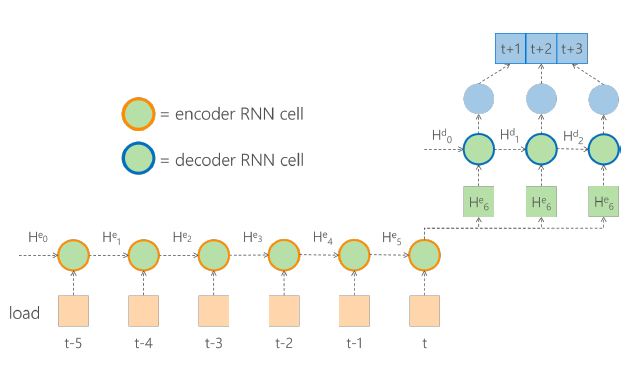 t+1 t+2 t+3
= encoder RNN cell
Hᵈ₀ Hᵈ₁ Hᵈ₂
= decoder RNN cell
Hᵉ₆ Hᵉ₆ Hᵉ₆
Hᵉ₀ Hᵉ₁ Hᵉ₂ Hᵉ₃ Hᵉ₄ Hᵉ₅
load
t-5 t-4 t-3 t-2 t-1 t